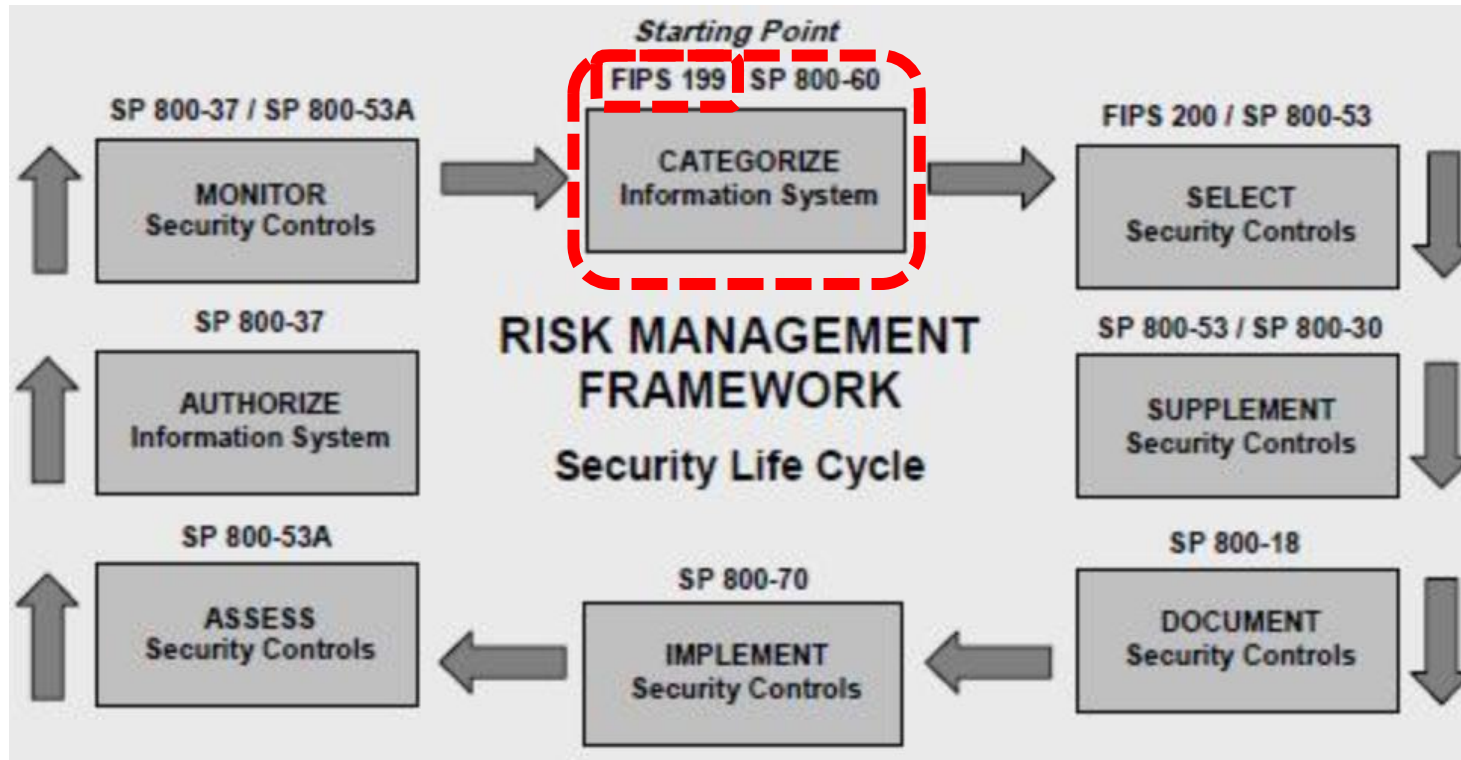 Starting Point
FIPS 199 SP 800-60
CATEGORIZE
Information System
FIPS 200 / SP 800-53
SELECT
Security Controls
SP 800-53 / SP 800-30
SUPPLEMENT
Security Controls
SP 800-18
DOCUMENT
Security Controls
SP 800-70
IMPLEMENT
Security Controls
SP 800-53A
ASSESS
Security Controls
SP 800-37
AUTHORIZE
Information System
SP 800-37 / SP 800-53A
MONITOR
Security Controls
RISK MANAGEMENT
FRAMEWORK
Security Life Cycle